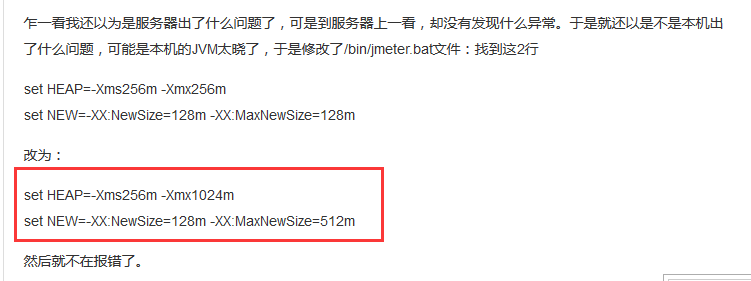 乍一看我还以为是服务器出了什么问题了，可是到服务器上一看，却没有发现什么异常。于是就还以是不是本机出
了什么问题，可能是本机的JVM太晓了，于是修改了/bin/jmeter.bat文件：找到这2行
set HEAP=-Xms256m -Xmx256m
set NEW=-XX:NewSize=128m -XX:MaxNewSize=128m
改为：
set HEAP=-Xms256m -Xmx1024m
set NEW=-XX:NewSize=128m -XX:MaxNewSize=512m
然后就不在报错了。